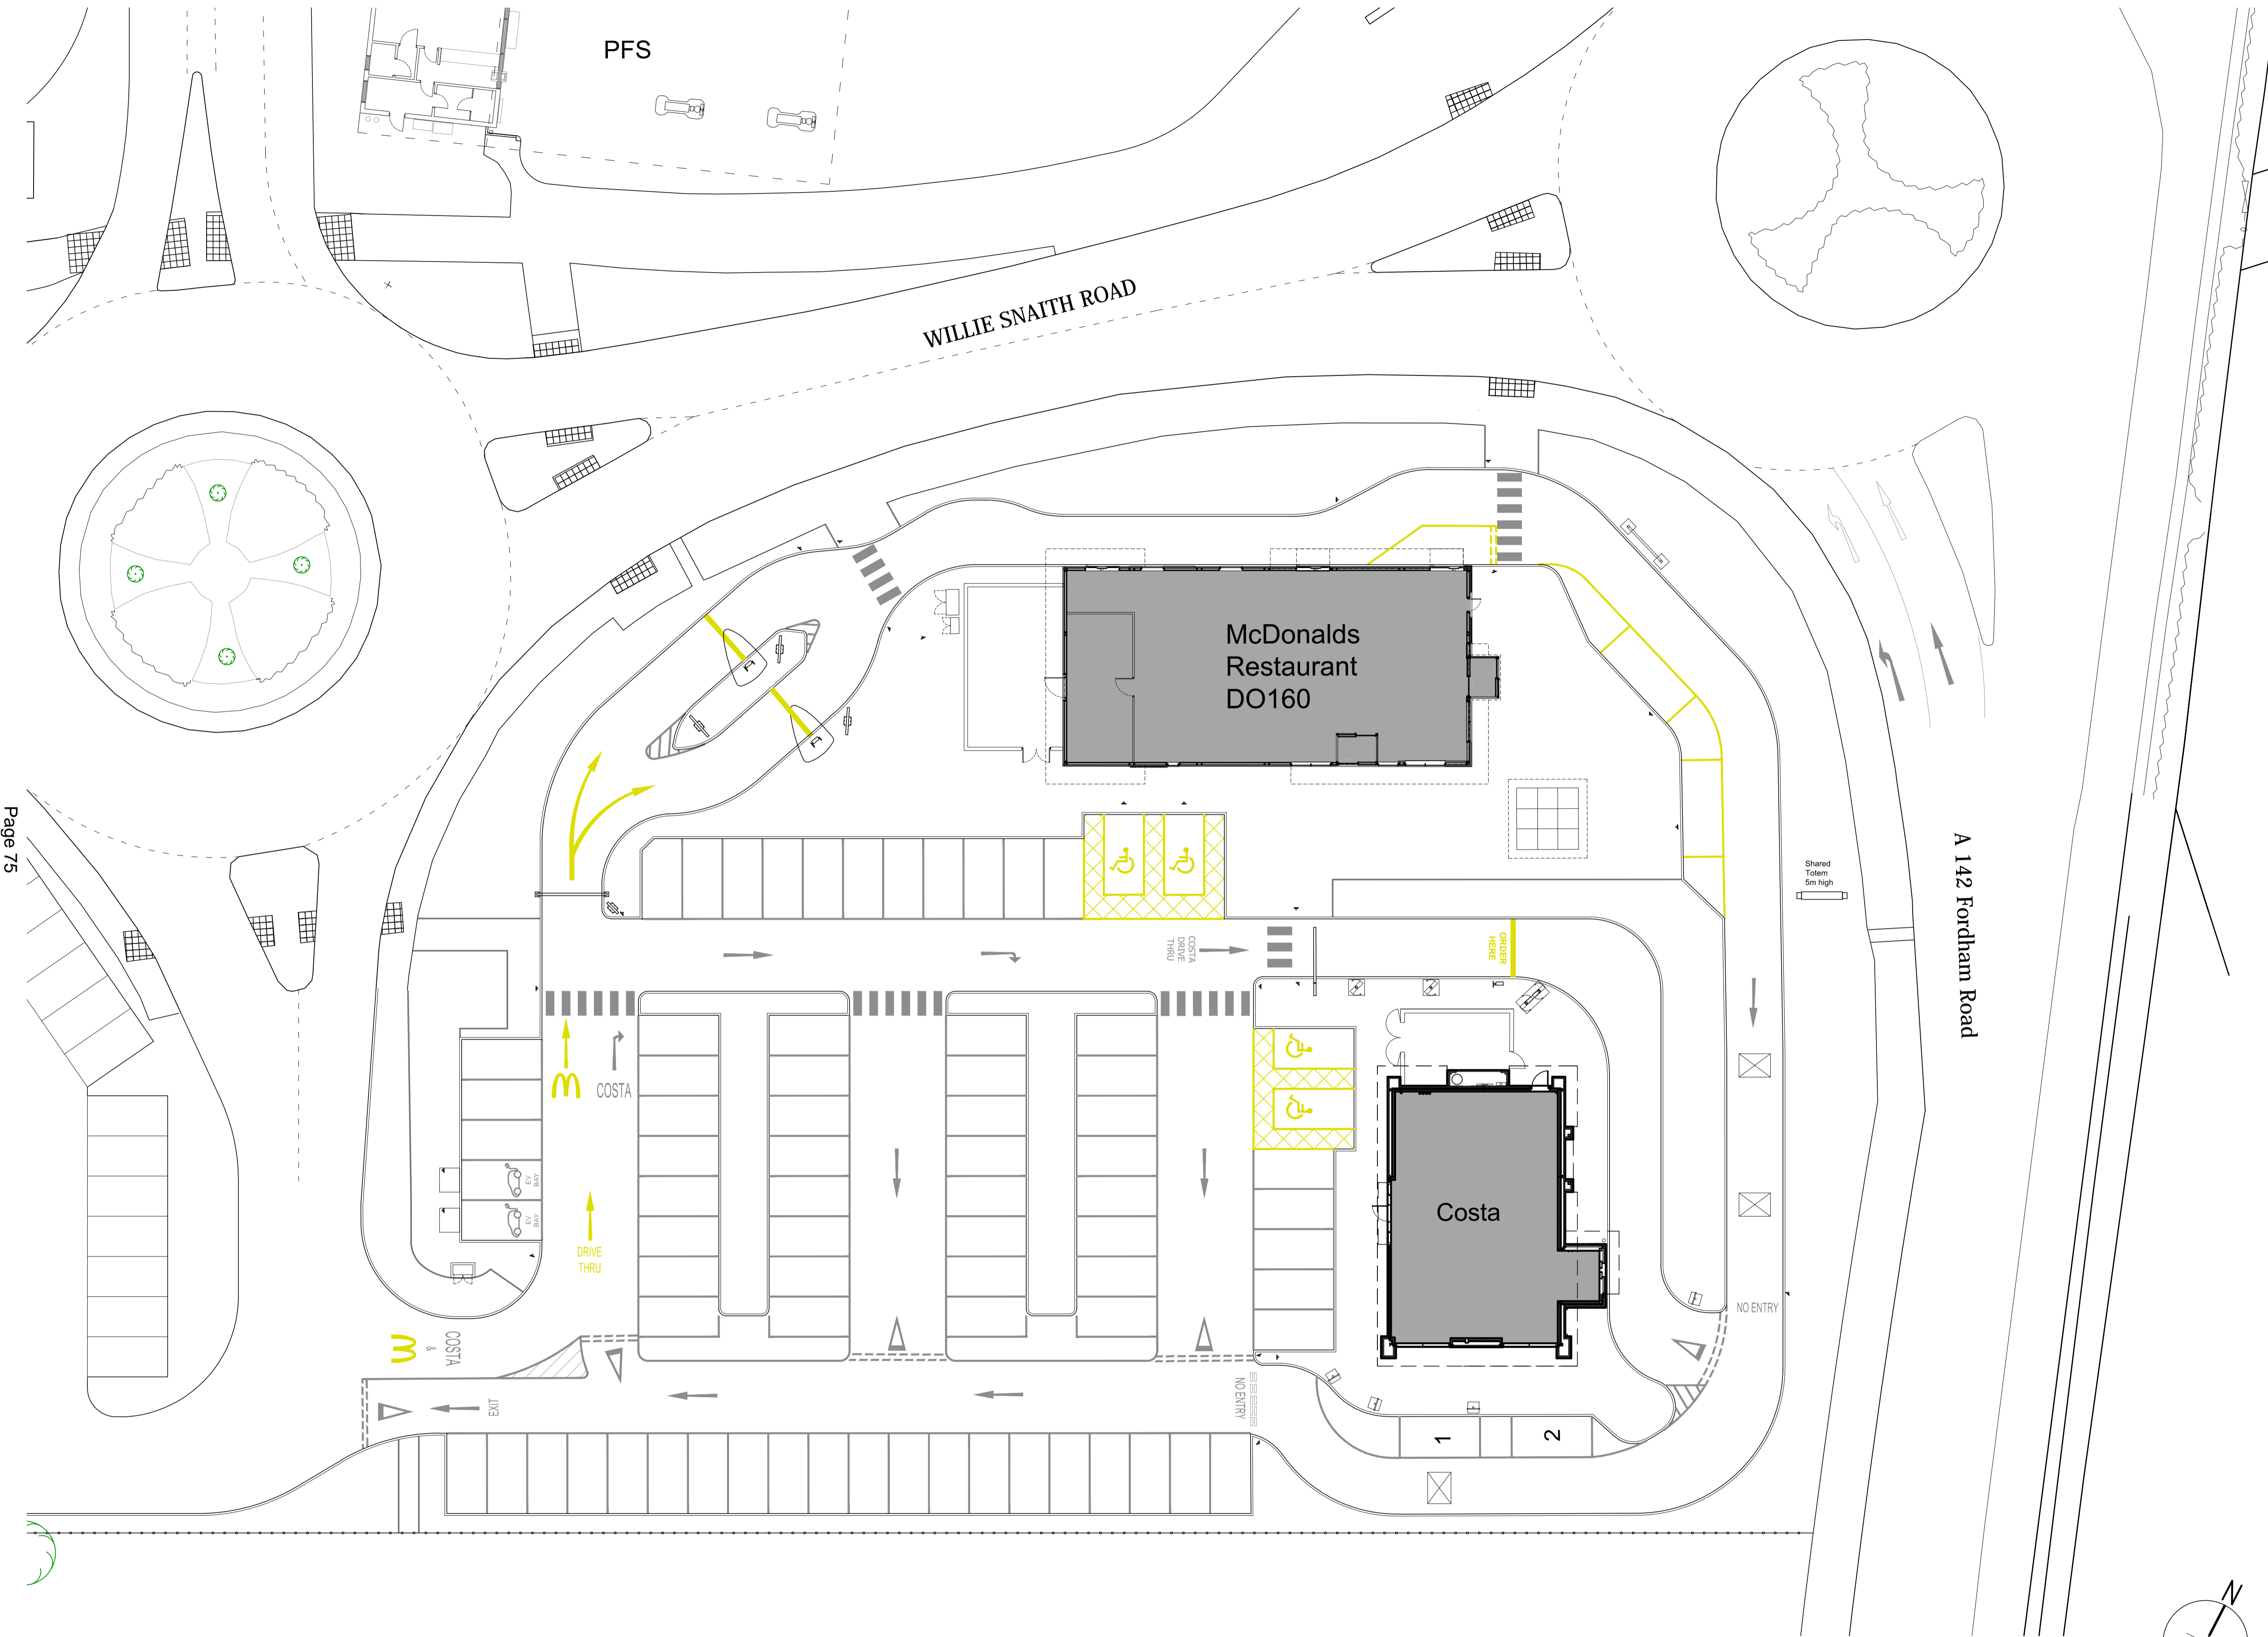 PFS
WILLIE SNAITH ROAD
McDonalds
Restaurant
DO160
Page 75
A 142 Fordham Road
Shared
Totem
5m high
COSTA
DRIVE
THRU
ORDER
HERE
COSTA
EV
BAY
EV
BAY
DRIVE
THRU
Costa
NO ENTRY
COSTA
&
EXIT
NO ENTRY
1
2
N